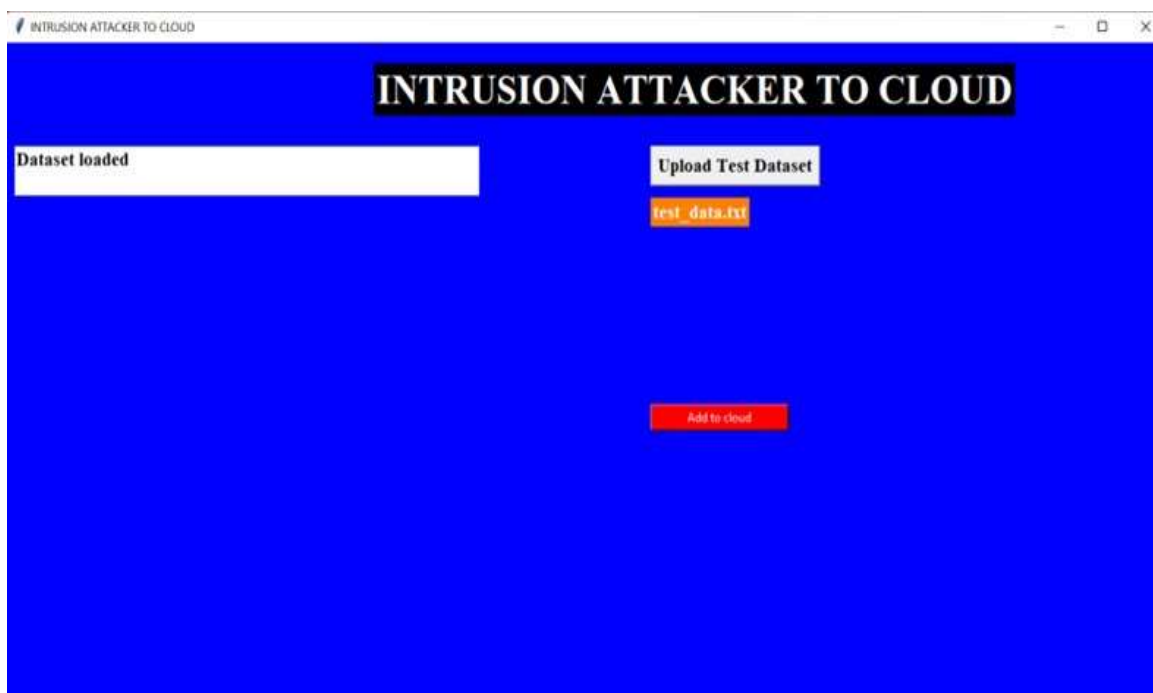 INTRUSION ATTACKER TO CLOUD
INTRUSION ATTACKER TO CLOUD
Dataset loaded
Upload Test Dataset
test_data.txt
Add to cloud